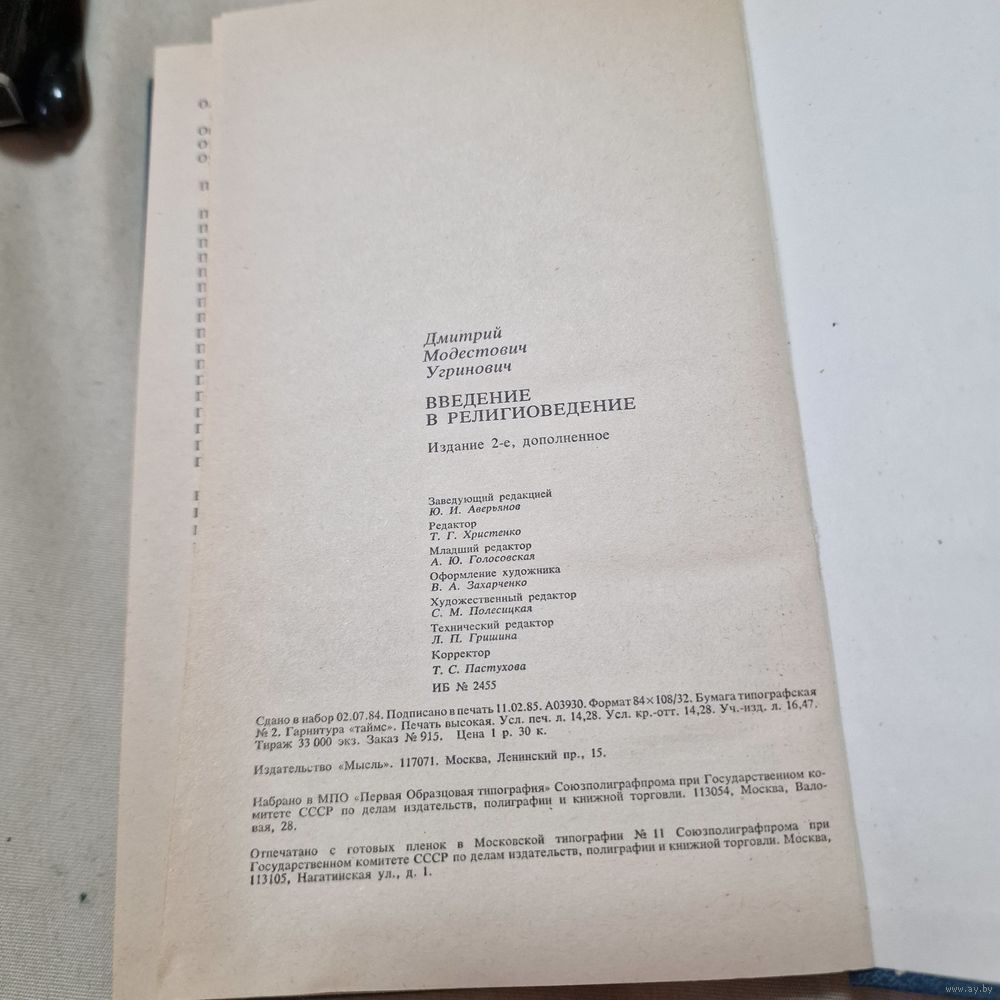 Дмитрий
Модестович
Угринович
ВВЕДЕНИЕ
В РЕЛИГИОВЕДЕНИЕ
Издание 2-е, дополненное
Заведующий редакцией
Ю. И. Аверьянов
Редактор
Т. Г. Христенко
Младший редактор
А. Ю. Голосовская
Оформление художника
В. А. Захарченко
Художественный редактор
С. М. Полесицкая
Технический редактор
Л. П. Гришина
Корректор
Т. С. Пастухова
ИБ № 2455
Сдано в набор 02.07.84. Подписано в печать 11.02.85. А03930. Формат 84×108/32. Бумага типографская
№ 2. Гарнитура «таймс». Печать высокая. Усл. печ. л. 14,28. Усл. кр.-отт. 14,28. Уч.-изд. л. 16,47.
Тираж 33 000 экз. Заказ № 915. Цена 1 р. 30 к.
Издательство «Мысль». 117071. Москва, Ленинский пр., 15.
Набрано в МПО «Первая Образцовая типография» Союзполиграфпрома при Государственном ко-
митете СССР по делам издательств, полиграфии и книжной торговли. 113054, Москва, Вало-
вая, 28.
Отпечатано с готовых пленок в Московской типографии № 11 Союзполиграфпрома при
Государственном комитете СССР по делам издательств, полиграфии и книжной торговли. Москва,
113105, Нагатинская ул., д. 1.
www.ay.by